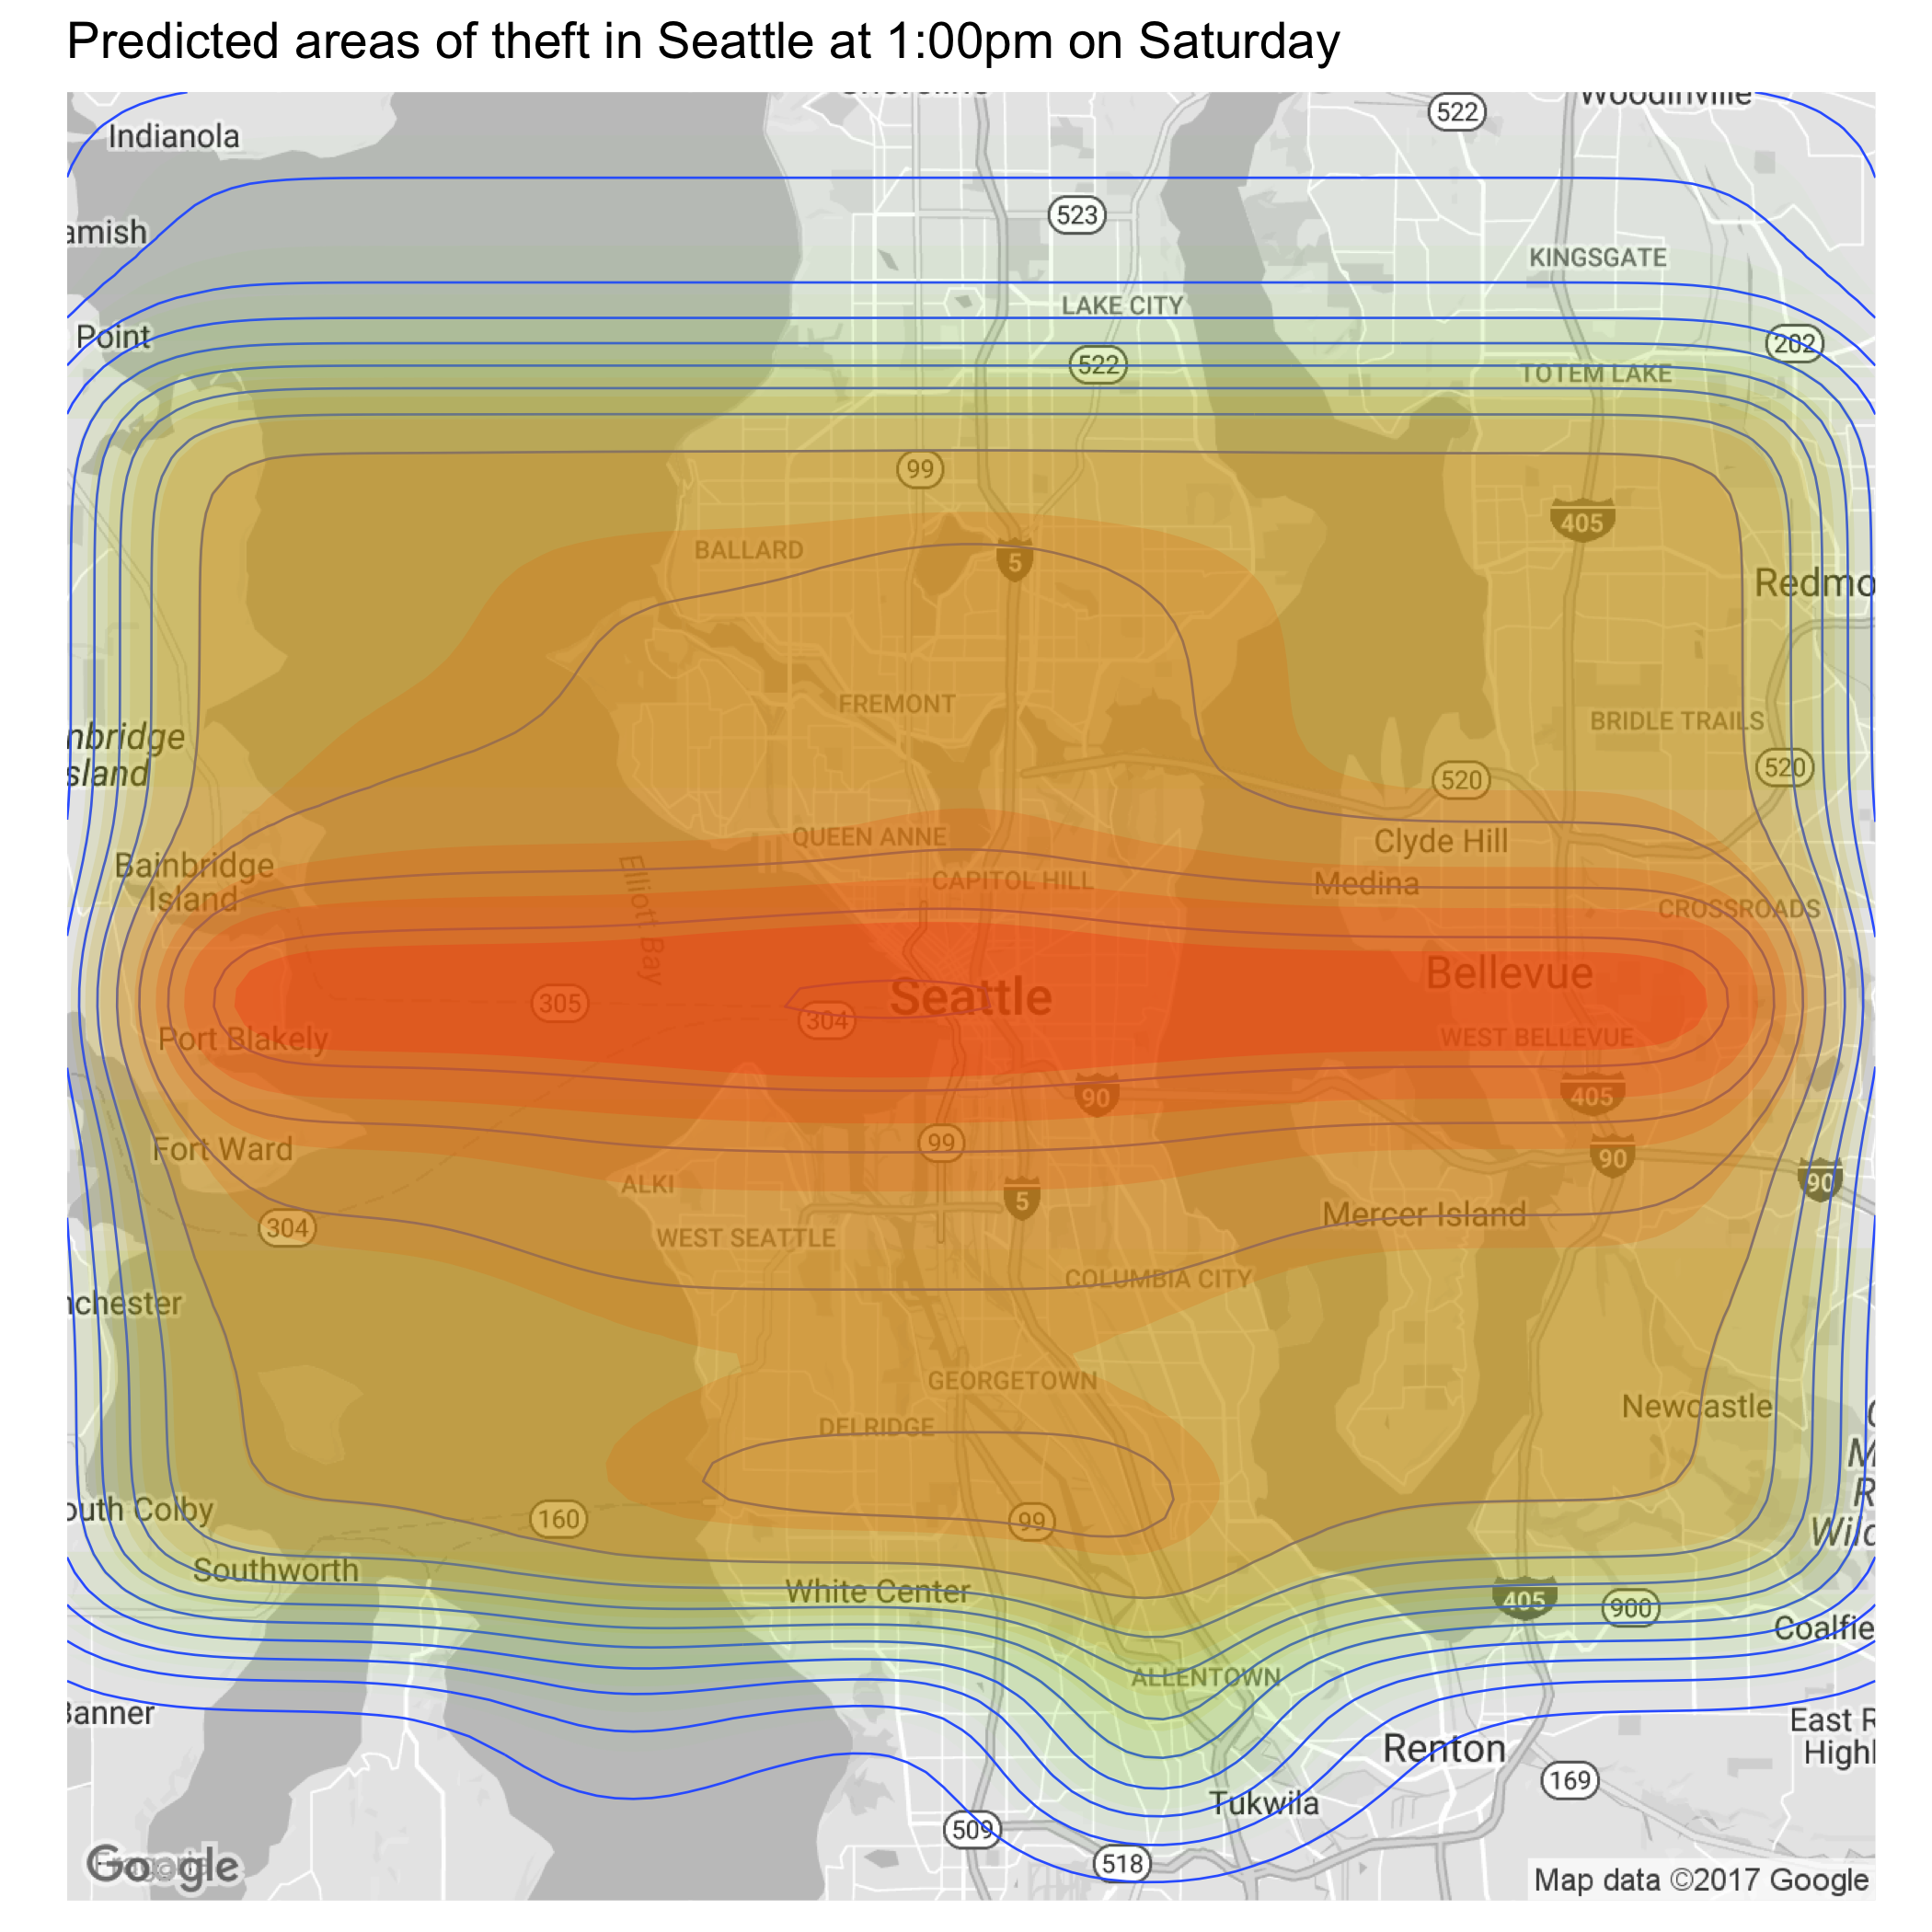 Predicted areas of theft in Seattle at 1:00pm on Saturday
Woodinville
522
Indianola
523
amish
KINGSGATE
LAKE CITY
Point
202
522
TOTEM LAKE
99
405
BALLARD
5
Redmo
FREMONT
BRIDLE TRAILS
nbridge
sland
520
520
QUEEN ANNE
Clyde Hill
Bainbridge
Island
Elliott Bay
CAPITOL HILL
Medina
CROSSROADS
Bellevue
Seattle
305
304
Port Blakely
WEST BELLEVUE
90
405
Fort Ward
99
90
90
ALKI
5
304
Mercer Island
WEST SEATTLE
COLUMBIA CITY
nchester
GEORGETOWN
Newcastle
DELRIDGE
M
R
outh Colby
160
99
Wild
Southworth
White Center
405
900
Coalfie
ALLENTOWN
Banner
East R
Highl
Renton
169
Tukwila
509
518
Google
Map data ©2017 Google